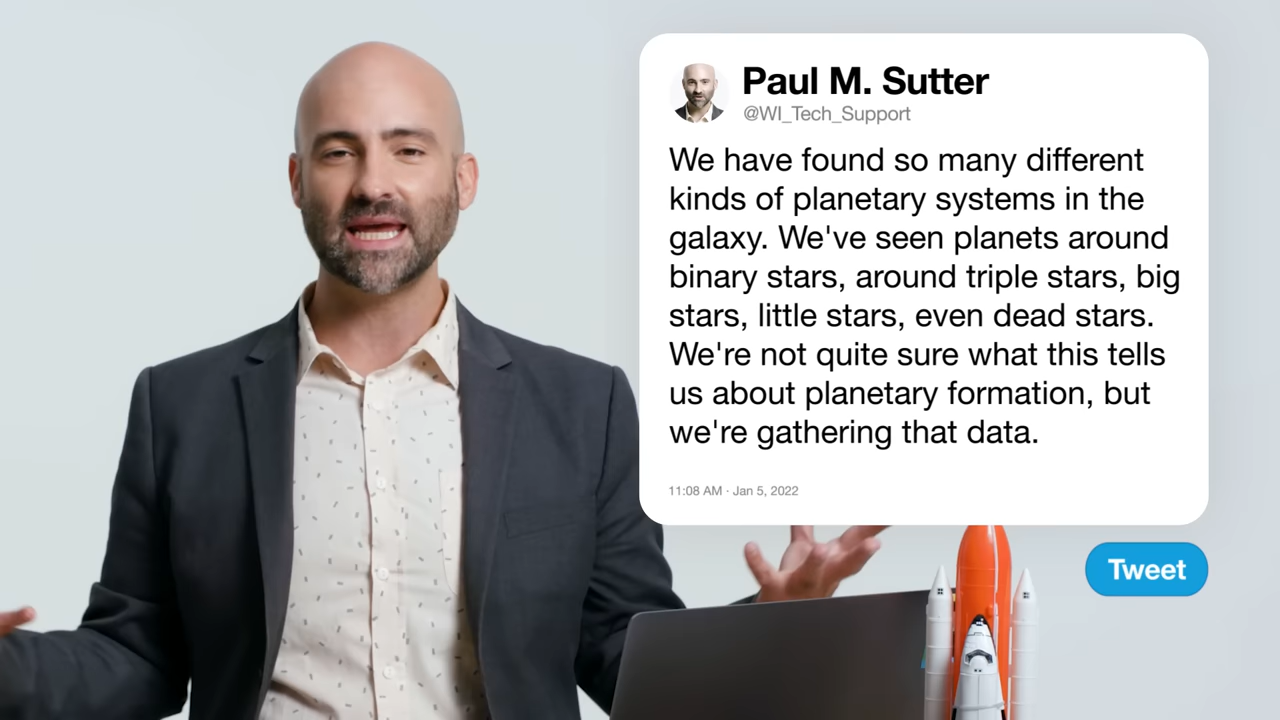 Paul M. Sutter
@WI_Tech_Support
We have found so many different
kinds of planetary systems in the
galaxy. We've seen planets around
binary stars, around triple stars, big
stars, little stars, even dead stars.
We're not quite sure what this tells
us about planetary formation, but
we're gathering that data.
11:08 AM · Jan 5, 2022
Tweet